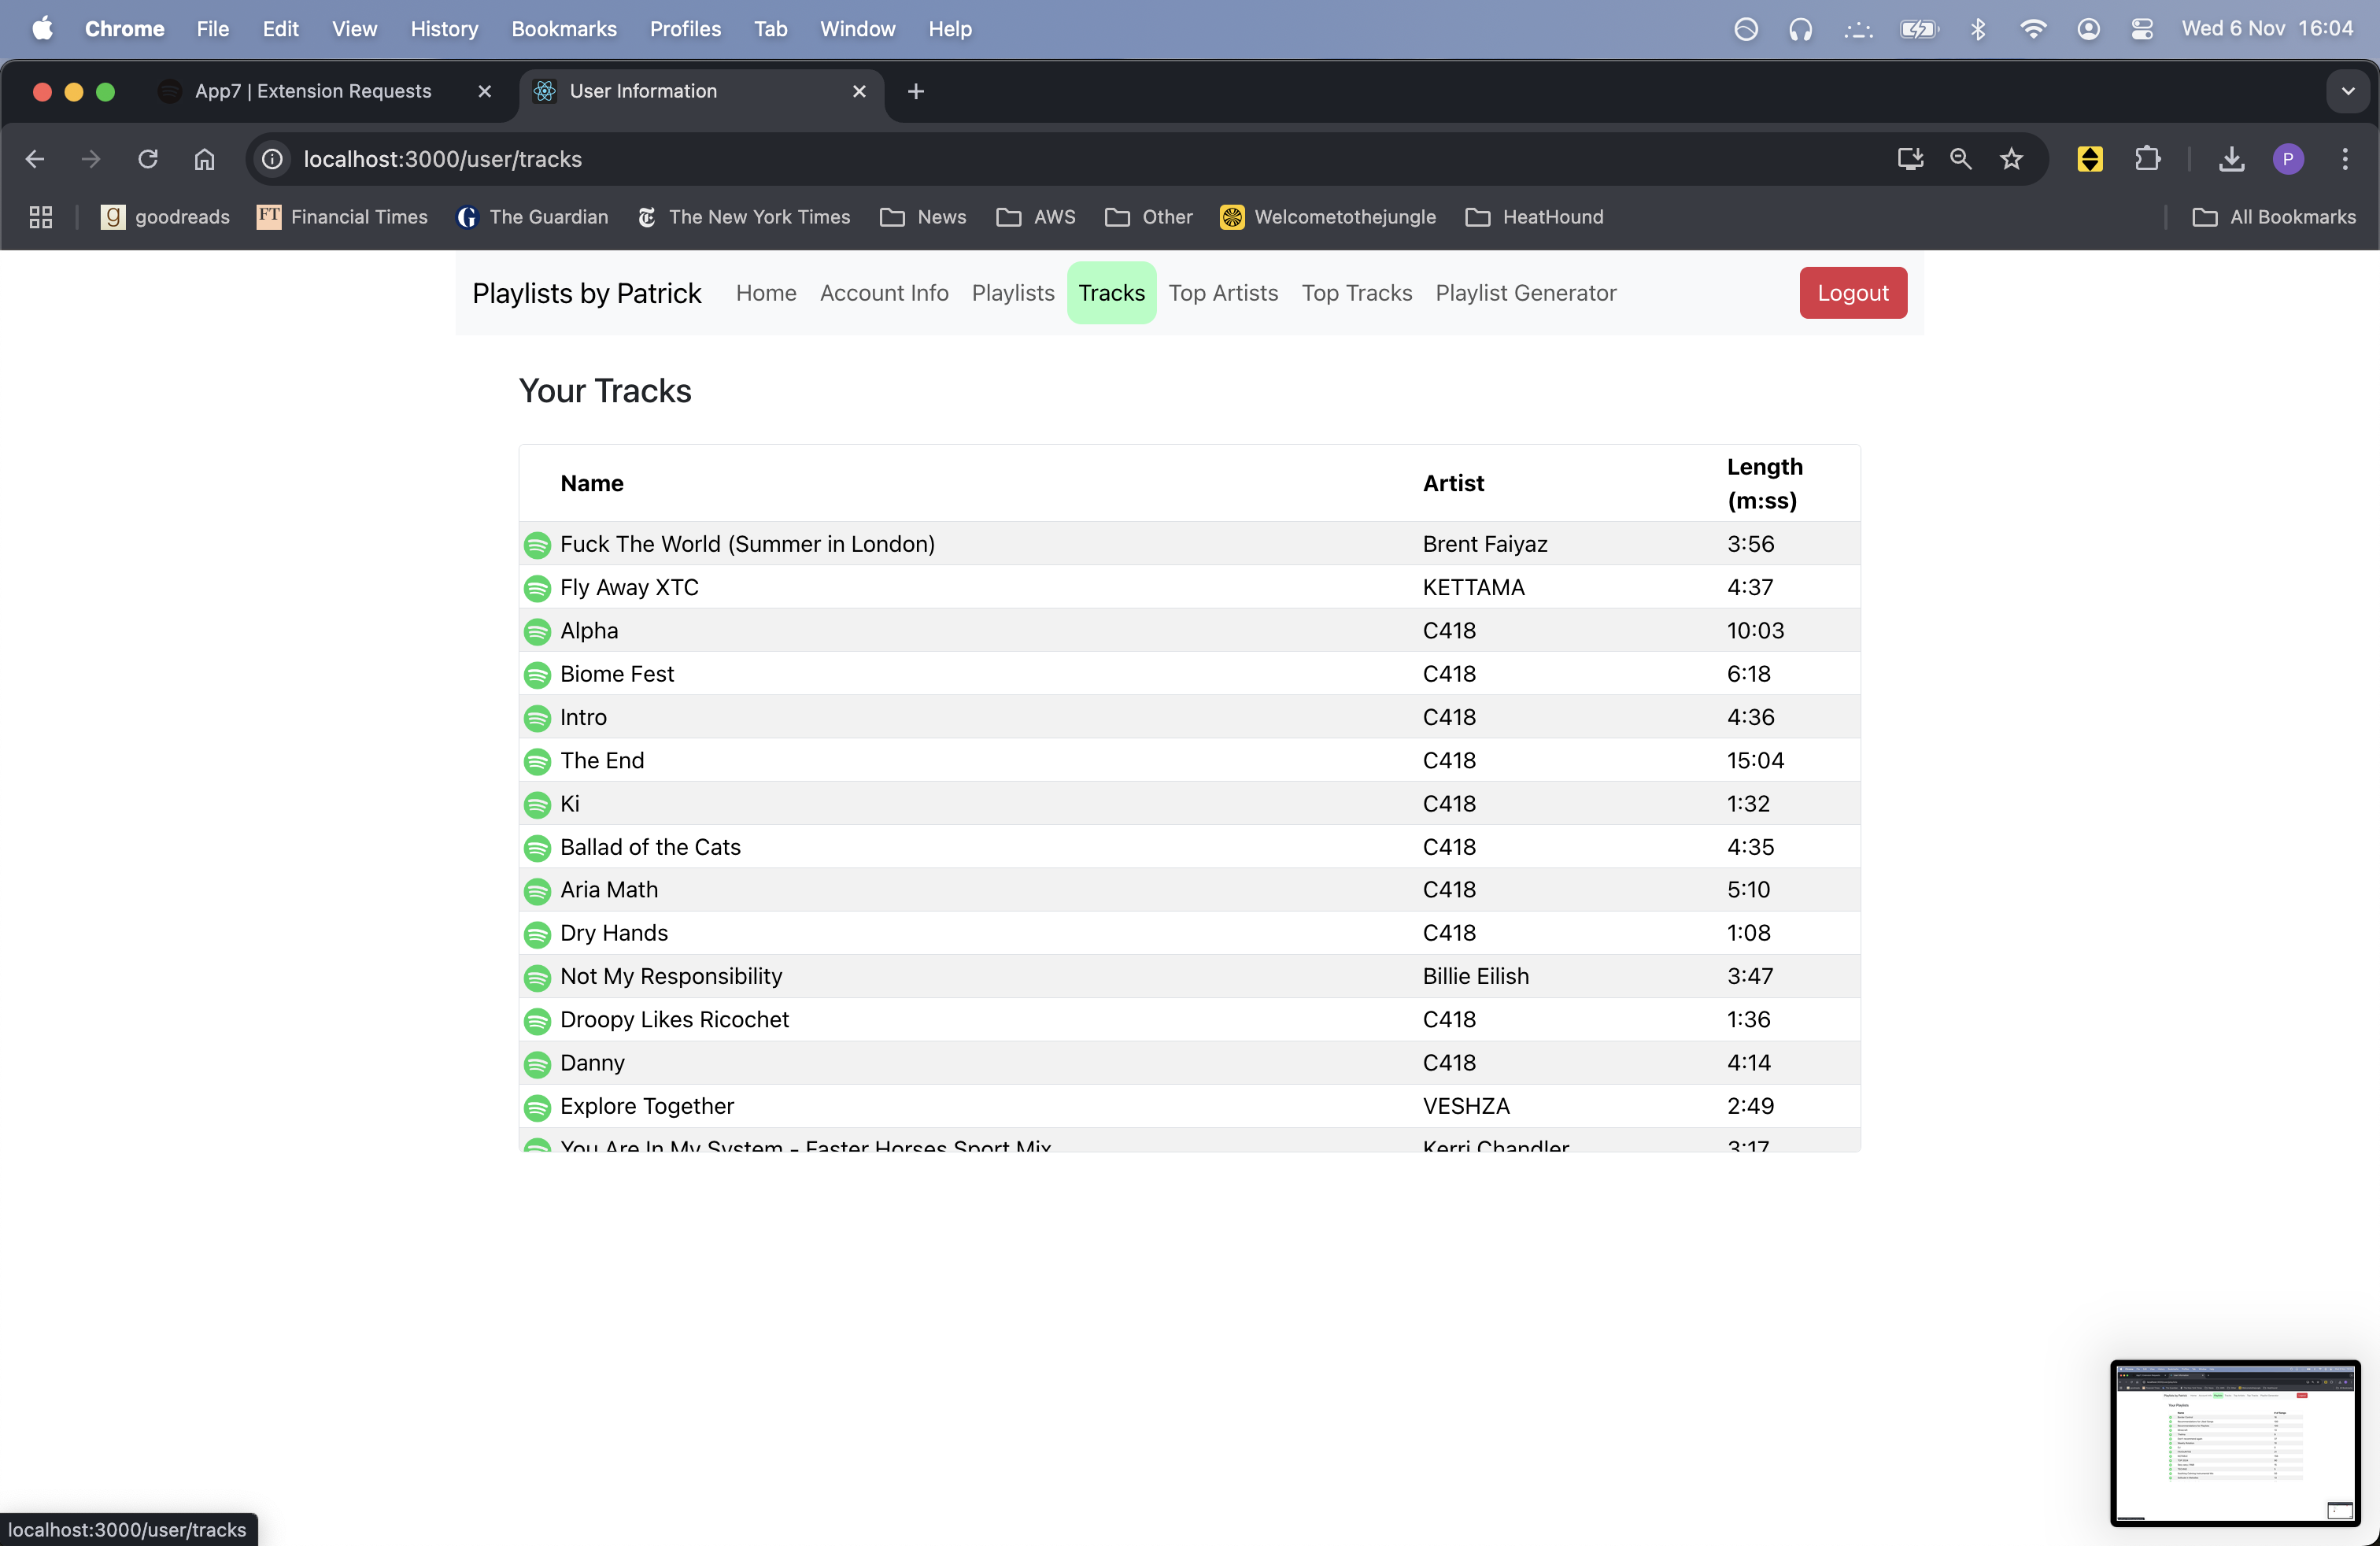 Chrome File Edit View History Bookmarks Profiles Tab Window Help Wed 6 Nov 16:04
App7 | Extension Requests User Information
localhost:3000/user/tracks P
g goodreads FT Financial Times G The Guardian The New York Times News AWS Other Welcometothejungle HeatHound All Bookmarks
Playlists by Patrick Home Account Info Playlists Tracks Top Artists Top Tracks Playlist Generator Logout
Your Tracks
Name Artist Length
(m:ss)
Fuck The World (Summer in London) Brent Faiyaz 3:56
Fly Away XTC KETTAMA 4:37
Alpha C418 10:03
Biome Fest C418 6:18
Intro C418 4:36
The End C418 15:04
Ki C418 1:32
Ballad of the Cats C418 4:35
Aria Math C418 5:10
Dry Hands C418 1:08
Not My Responsibility Billie Eilish 3:47
Droopy Likes Ricochet C418 1:36
Danny C418 4:14
Explore Together VESHZA 2:49
You Are In My System - Faster Horses Sport Mix Kerri Chandler 3:17
localhost:3000/user/tracks